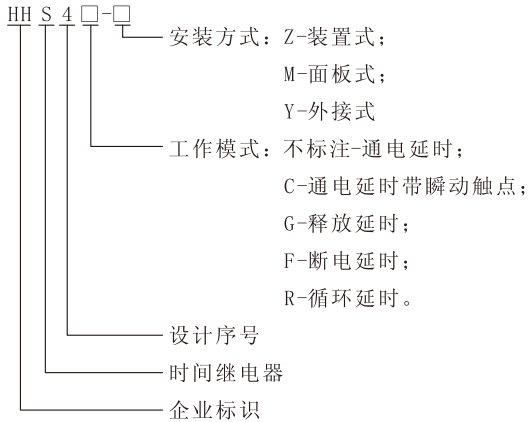 HH S 4 □-□
安装方式：Z-装置式；
M-面板式；
Y-外接式
工作模式：不标注-通电延时；
C-通电延时带瞬动触点；
G-释放延时；
F-断电延时；
R-循环延时。
设计序号
时间继电器
企业标识